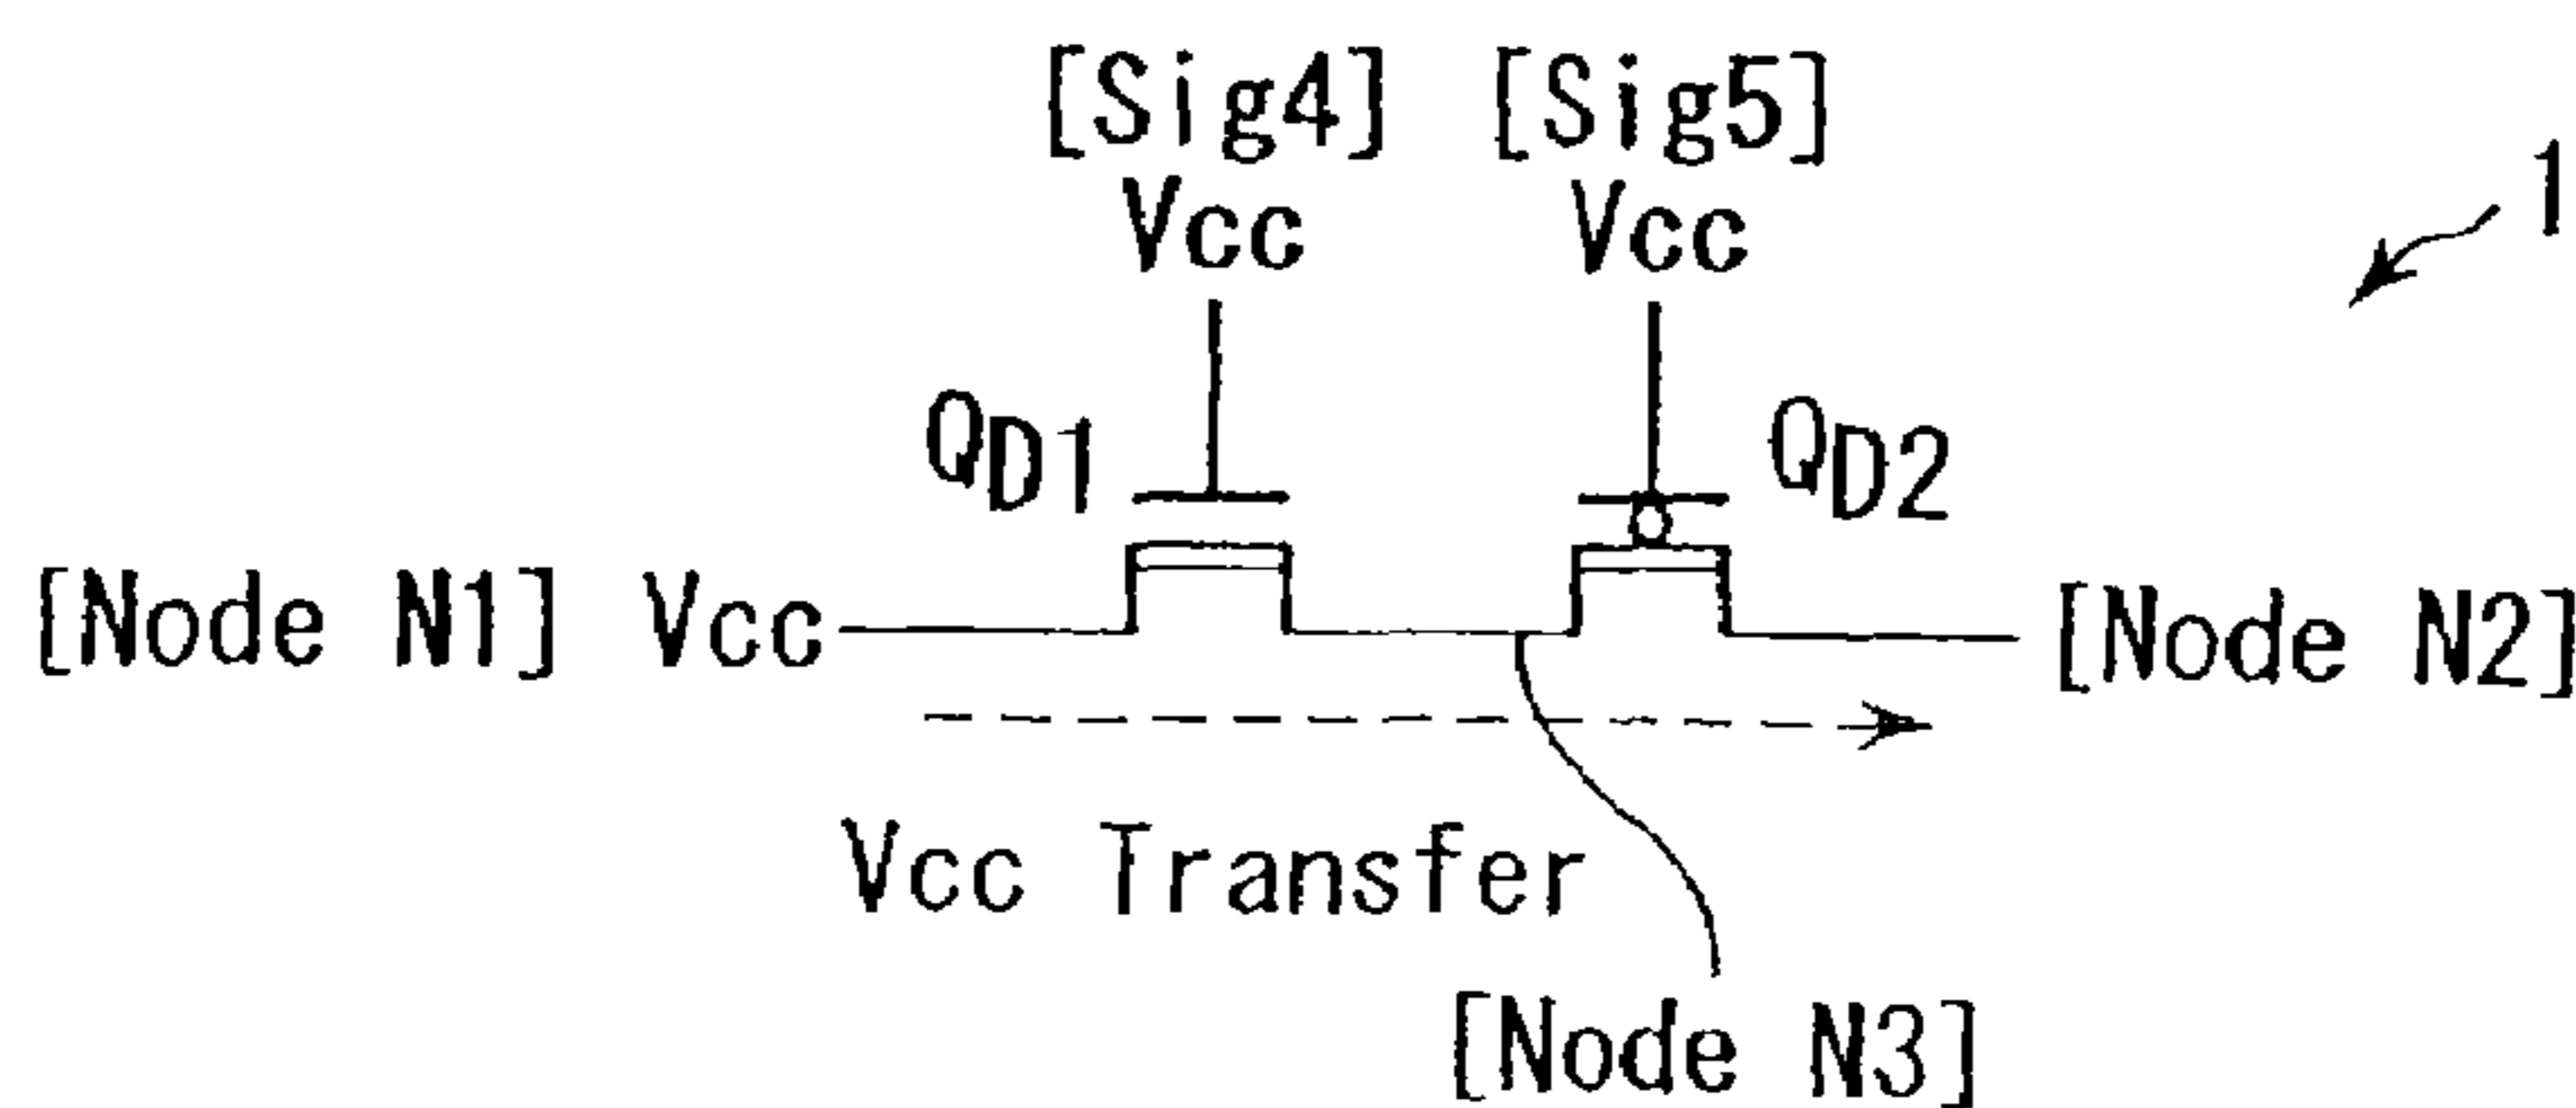 [Sig4] [Sig5]
Vcc Vcc
1
QD1 QD2
[Node N1] Vcc [Node N2]
Vcc Transfer
[Node N3]